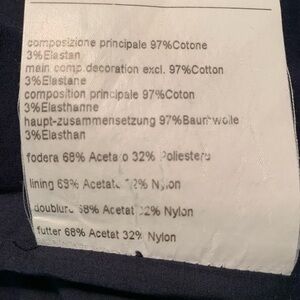 composizione principale 97%Cotone
3%Elastan
main comp.decoration excl. 97%Cotton
3%Elastane
composition principale 97%Coton
3%Elasthanne
haupt-zusammensetzung 97%Baumwolle
3%Elasthan
fodera 68% Acetato 32% Poliestere
lining 68% Acetate 32% Nylon
doublure 68% Acetat 32% Nylon
futter 68% Acetat 32% Nylon